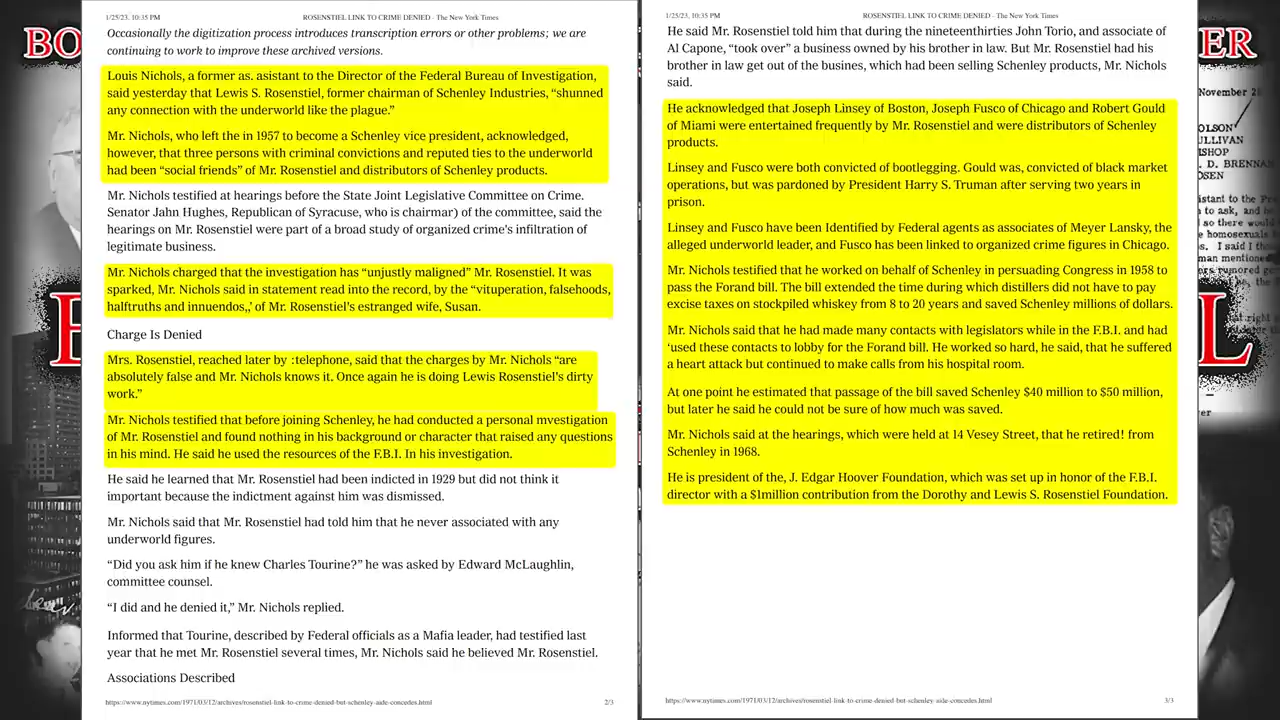 BO
1/25/23, 10:35 PM
ROSENSTIEL LINK TO CRIME DENIED - The New York Times
Occasionally the digitization process introduces transcription errors or other problems; we are
continuing to work to improve these archived versions.
Louis Nichols, a former as. asistant to the Director of the Federal Bureau of Investigation,
said yesterday that Lewis S. Rosenstiel, former chairman of Schenley Industries, “shunned
any connection with the underworld like the plague.”
Mr. Nichols, who left the in 1957 to become a Schenley vice president, acknowledged,
however, that three persons with criminal convictions and reputed ties to the underworld
had been “social friends” of Mr. Rosenstiel and distributors of Schenley products.
Mr. Nichols testified at hearings before the State Joint Legislative Committee on Crime.
Senator Jahn Hughes, Republican of Syracuse, who is chairmar) of the committee, said the
hearings on Mr. Rosenstiel were part of a broad study of organized crime’s infiltration of
legitimate business.
Mr. Nichols charged that the investigation has “unjustly maligned” Mr. Rosenstiel. It was
sparked, Mr. Nichols said in statement read into the record, by the “vituperation, falsehoods,
halftruths and innuendos,,’ of Mr. Rosenstiel’s estranged wife, Susan.
Charge Is Denied
Mrs. Rosenstiel, reached later by :telephone, said that the charges by Mr. Nichols “are
absolutely false and Mr. Nichols knows it. Once again he is doing Lewis Rosenstiel’s dirty
work.”
Mr. Nichols testified that before joining Schenley, he had conducted a personal mvestigation
of Mr. Rosenstiel and found nothing in his background or character that raised any questions
in his mind. He said he used the resources of the F.B.I. In his investigation.
He said he learned that Mr. Rosenstiel had been indicted in 1929 but did not think it
important because the indictment against him was dismissed.
Mr. Nichols said that Mr. Rosenstiel had told him that he never associated with any
underworld figures.
“Did you ask him if he knew Charles Tourine?” he was asked by Edward McLaughlin,
committee counsel.
“I did and he denied it,” Mr. Nichols replied.
Informed that Tourine, described by Federal officials as a Mafia leader, had testified last
year that he met Mr. Rosenstiel several times, Mr. Nichols said he believed Mr. Rosenstiel.
Associations Described
https://www.nytimes.com/1971/03/12/archives/rosenstiel-link-to-crime-denied-but-schenley-aide-concedes.html
2/3
1/25/23, 10:35 PM
ROSENSTIEL LINK TO CRIME DENIED - The New York Times
He said Mr. Rosenstiel told him that during the nineteenthirties John Torio, and associate of
Al Capone, “took over” a business owned by his brother in law. But Mr. Rosenstiel had his
brother in law get out of the busines, which had been selling Schenley products, Mr. Nichols
said.
He acknowledged that Joseph Linsey of Boston, Joseph Fusco of Chicago and Robert Gould
of Miami were entertained frequently by Mr. Rosenstiel and were distributors of Schenley
products.
Linsey and Fusco were both convicted of bootlegging. Gould was, convicted of black market
operations, but was pardoned by President Harry S. Truman after serving two years in
prison.
Linsey and Fusco have been Identified by Federal agents as associates of Meyer Lansky, the
alleged underworld leader, and Fusco has been linked to organized crime figures in Chicago.
Mr. Nichols testified that he worked on behalf of Schenley in persuading Congress in 1958 to
pass the Forand bill. The bill extended the time during which distillers did not have to pay
excise taxes on stockpiled whiskey from 8 to 20 years and saved Schenley millions of dollars.
Mr. Nichols said that he had made many contacts with legislators while in the F.B.I. and had
‘used these contacts to lobby for the Forand bill. He worked so hard, he said, that he suffered
a heart attack but continued to make calls from his hospital room.
At one point he estimated that passage of the bill saved Schenley $40 million to $50 million,
but later he said he could not be sure of how much was saved.
Mr. Nichols said at the hearings, which were held at 14 Vesey Street, that he retired! from
Schenley in 1968.
He is president of the, J. Edgar Hoover Foundation, which was set up in honor of the F.B.I.
director with a $1million contribution from the Dorothy and Lewis S. Rosenstiel Foundation.
https://www.nytimes.com/1971/03/12/archives/rosenstiel-link-to-crime-denied-but-schenley-aide-concedes.html
3/3
ER
November 2
OLSON
ULLIVAN
ISHOP
. D. BRENNAN
OSEN
istant to the
to ask, and he
so there would
homosexuals
. I said I
man mentioned
L